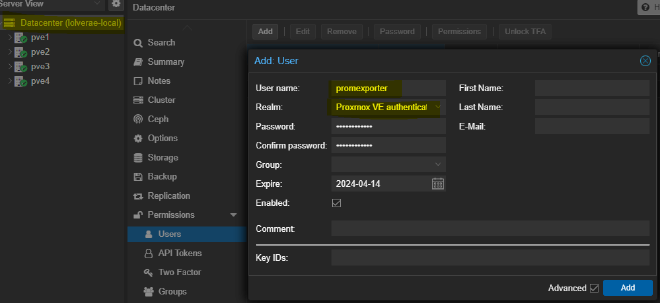 Server View
Datacenter (lolverae-local)
pve1
pve2
pve3
pve4
Datacenter
Search
Summary
Notes
Cluster
Ceph
Options
Storage
Backup
Replication
Permissions
Users
API Tokens
Two Factor
Groups
Add Edit Remove Password Permissions Unlock TFA
Add: User
User name: promexporter
Realm: Proxmox VE authenticat
Password: ••••••••••••
Confirm password: ••••••••••••
Group:
Expire: 2024-04-14
Enabled:
Comment:
Key IDs:
First Name:
Last Name:
E-Mail:
Advanced Add